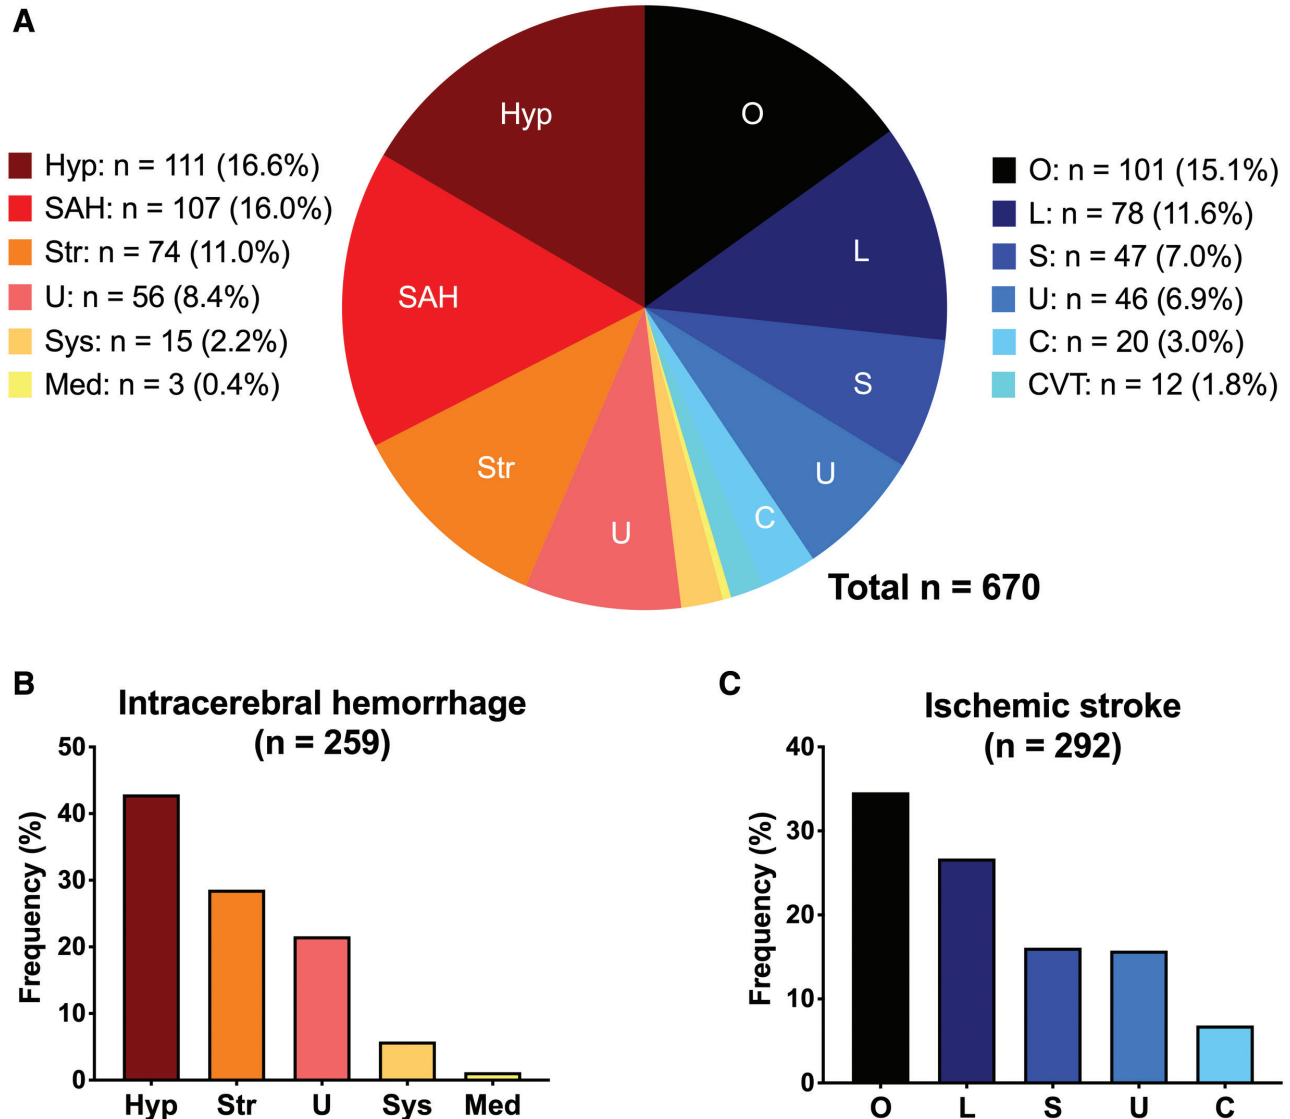 A
Hyp: n = 111 (16.6%)
SAH: n = 107 (16.0%)
Str: n = 74 (11.0%)
U: n = 56 (8.4%)
Sys: n = 15 (2.2%)
Med: n = 3 (0.4%)
Hyp
O
L
SAH
S
Str
U
C
U
O: n = 101 (15.1%)
L: n = 78 (11.6%)
S: n = 47 (7.0%)
U: n = 46 (6.9%)
C: n = 20 (3.0%)
CVT: n = 12 (1.8%)
Total n = 670
B
Intracerebral hemorrhage
(n = 259)
Frequency (%)
50
40
30
20
10
0
Hyp Str U Sys Med
C
Ischemic stroke
(n = 292)
Frequency (%)
40
30
20
10
0
O L S U C